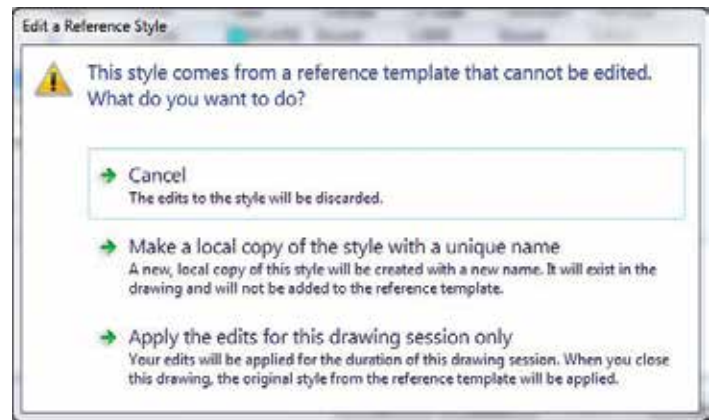 Edit a Reference Style
This style comes from a reference template that cannot be edited.
What do you want to do?
Cancel
The edits to the style will be discarded.
Make a local copy of the style with a unique name
A new, local copy of this style will be created with a new name. It will exist in the
drawing and will not be added to the reference template.
Apply the edits for this drawing session only
Your edits will be applied for the duration of this drawing session. When you close
this drawing, the original style from the reference template will be applied.